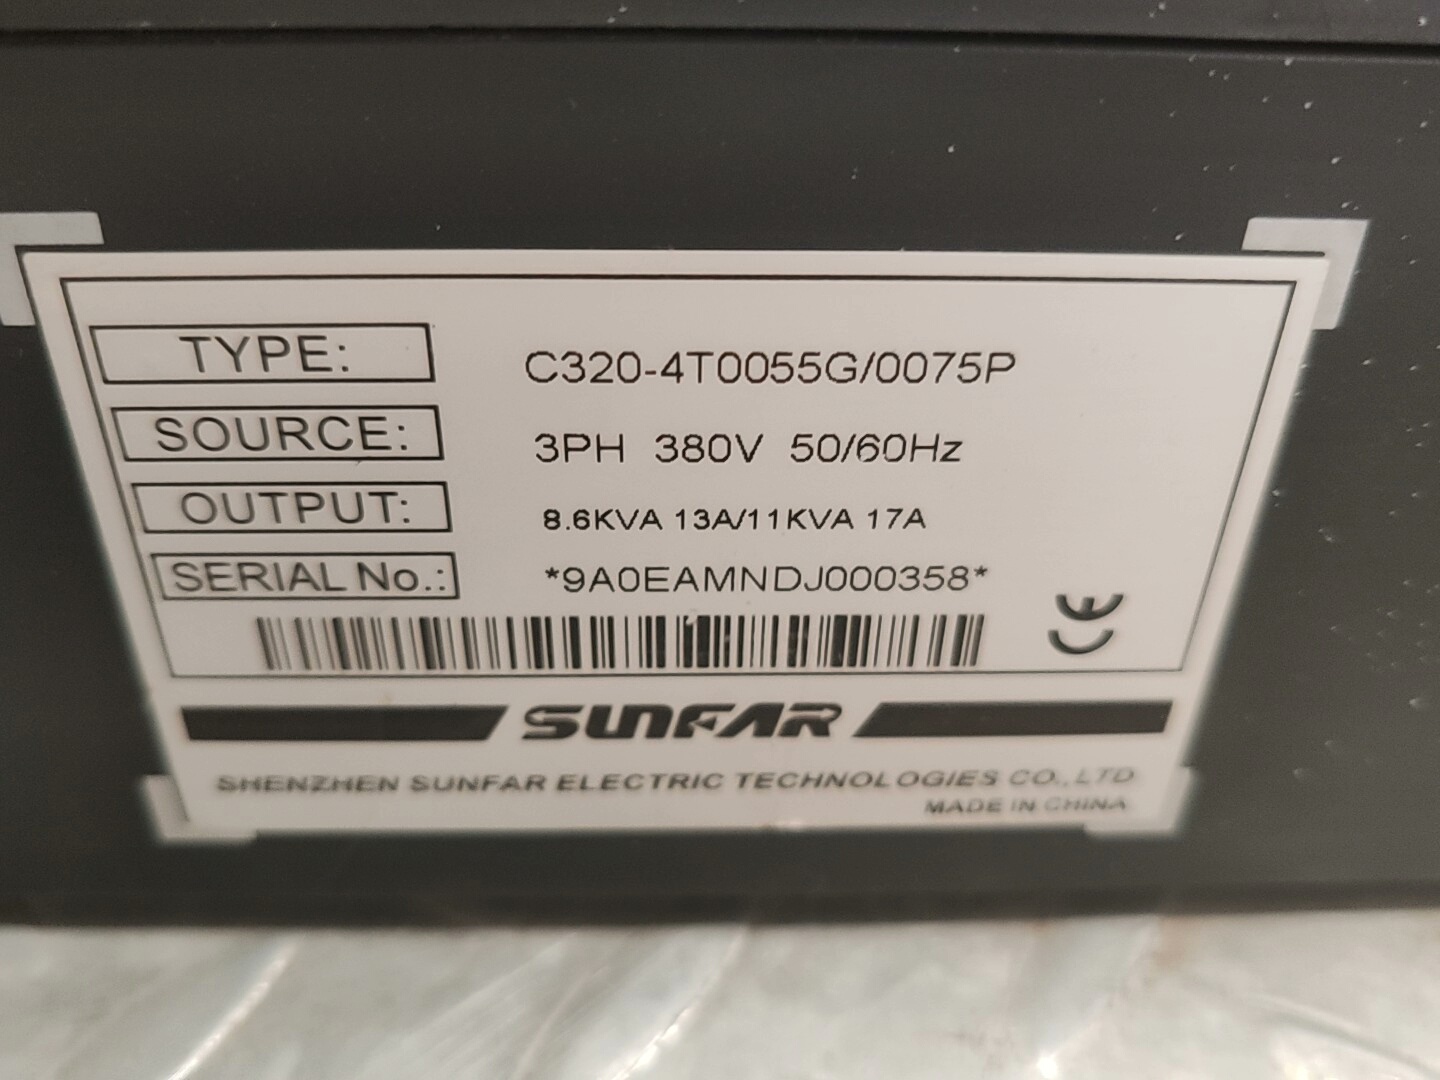 TYPE: C320-4T0055G/0075P
SOURCE: 3PH 380V 50/60Hz
OUTPUT: 8.6KVA 13A/11KVA 17A
SERIAL No.: *9A0EAMNDJ000358*
CE
SUNFAR
SHENZHEN SUNFAR ELECTRIC TECHNOLOGIES CO.,LTD
MADE IN CHINA